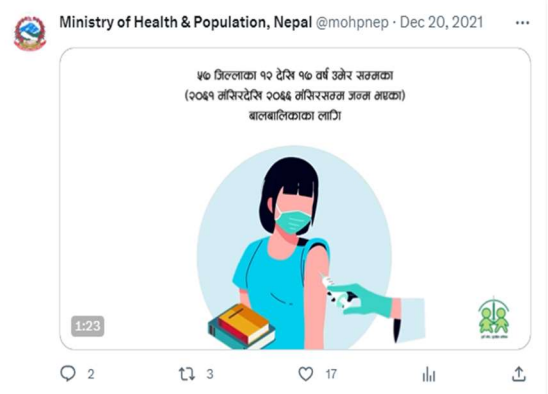 Ministry of Health & Population, Nepal @mohpnep · Dec 20, 2021
५७ जिल्लाका १२ देखि १७ वर्ष उमेर सम्मका
(२०६१ मंसिरदेखि २०६६ मंसिरसम्म जन्म भएका)
बालबालिकाका लागि
1:23
2 3 17